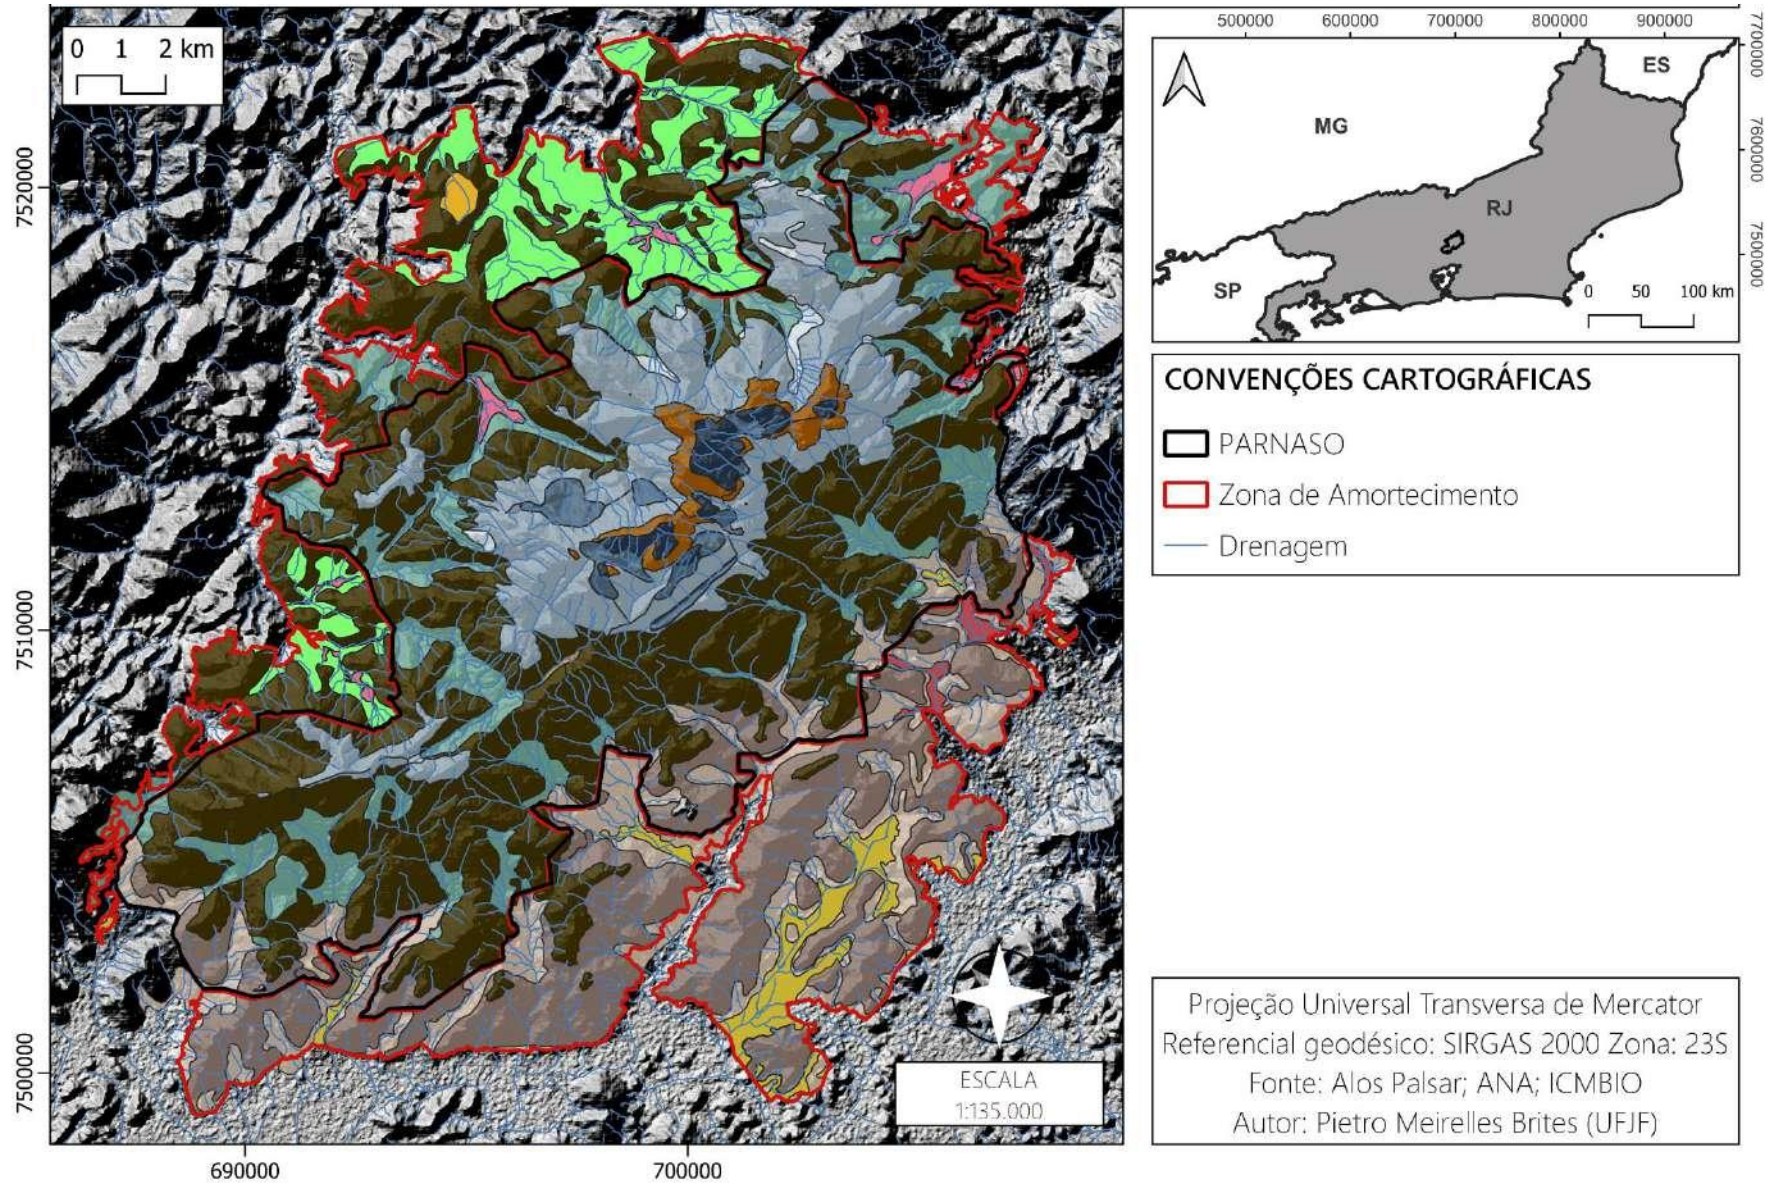 0 1 2 km
7520000
7510000
7500000
690000
700000
ESCALA
1:135.000
500000 600000 700000 800000 900000
7700000
7600000
7500000
ES
MG
RJ
SP
0 50 100 km
CONVENÇÕES CARTOGRÁFICAS
PARNASO
Zona de Amortecimento
Drenagem
Projeção Universal Transversa de Mercator
Referencial geodésico: SIRGAS 2000 Zona: 23S
Fonte: Alos Palsar; ANA; ICMBIO
Autor: Pietro Meirelles Brites (UFJF)